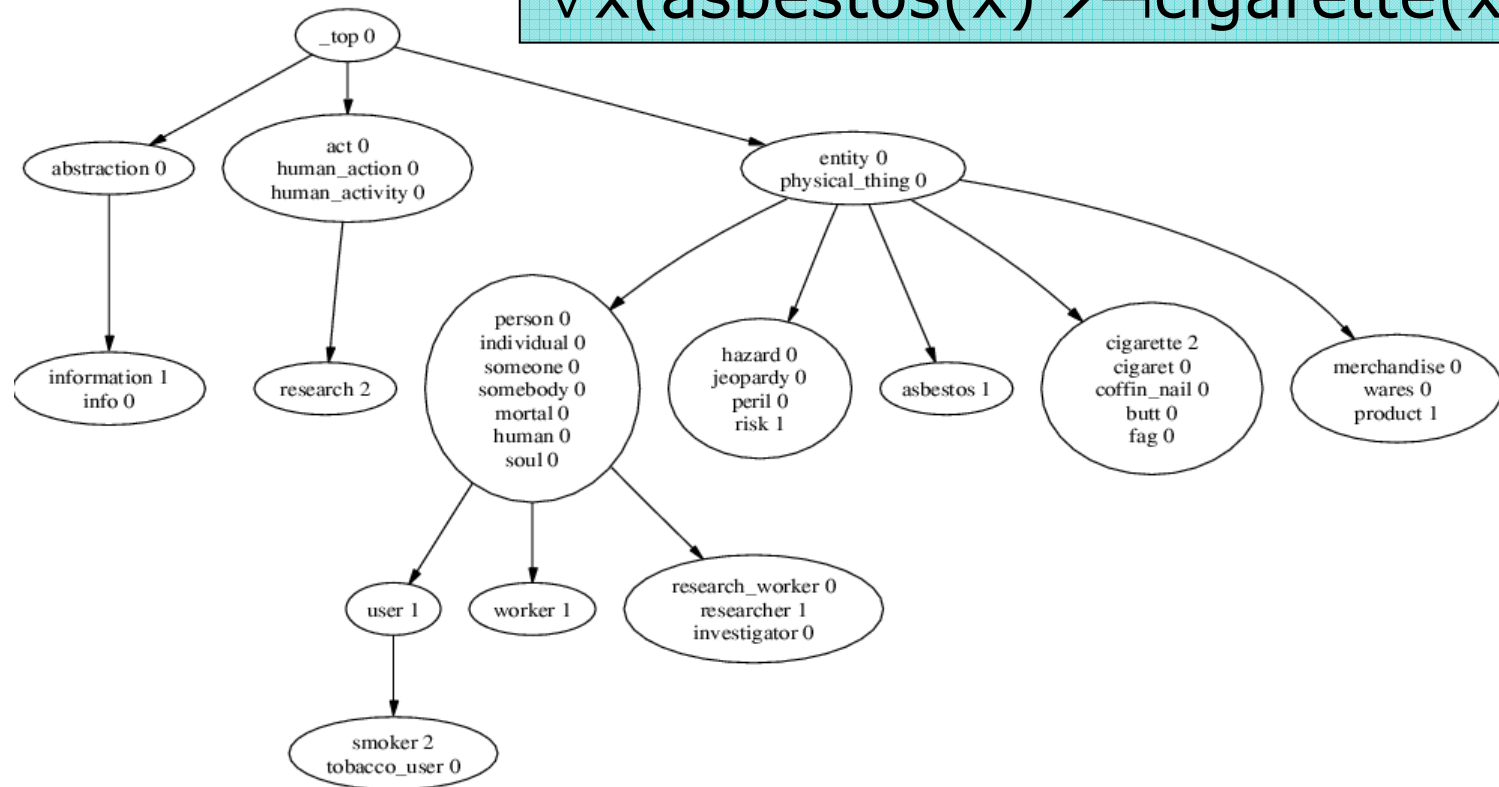 ∀x(asbestos(x)→¬cigarette(x
_top 0
abstraction 0
act 0
human_action 0
human_activity 0
entity 0
physical_thing 0
information 1
info 0
research 2
person 0
individual 0
someone 0
somebody 0
mortal 0
human 0
soul 0
hazard 0
jeopardy 0
peril 0
risk 1
asbestos 1
cigarette 2
cigaret 0
coffin_nail 0
butt 0
fag 0
merchandise 0
wares 0
product 1
user 1
worker 1
research_worker 0
researcher 1
investigator 0
smoker 2
tobacco_user 0